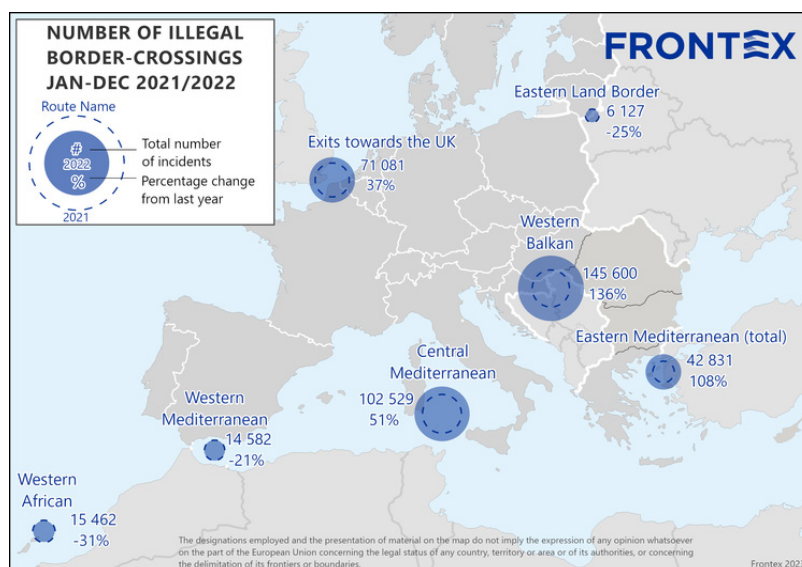 NUMBER OF ILLEGAL
BORDER-CROSSINGS
JAN-DEC 2021/2022
Route Name
#
2022
%
2021
Total number
of incidents
Percentage change
from last year
FRONTEX
Eastern Land Border
6 127
-25%
Exits towards the UK
71 081
37%
Western
Balkan
145 600
136%
Eastern Mediterranean (total)
42 831
108%
Central
Mediterranean
102 529
51%
Western
Mediterranean
14 582
-21%
Western
African
15 462
-31%
The designations employed and the presentation of material on the map do not imply the expression of any opinion whatsoever
on the part of the European Union concerning the legal status of any country, territory or area or of its authorities, or concerning
the delimitation of its frontiers or boundaries.
Frontex